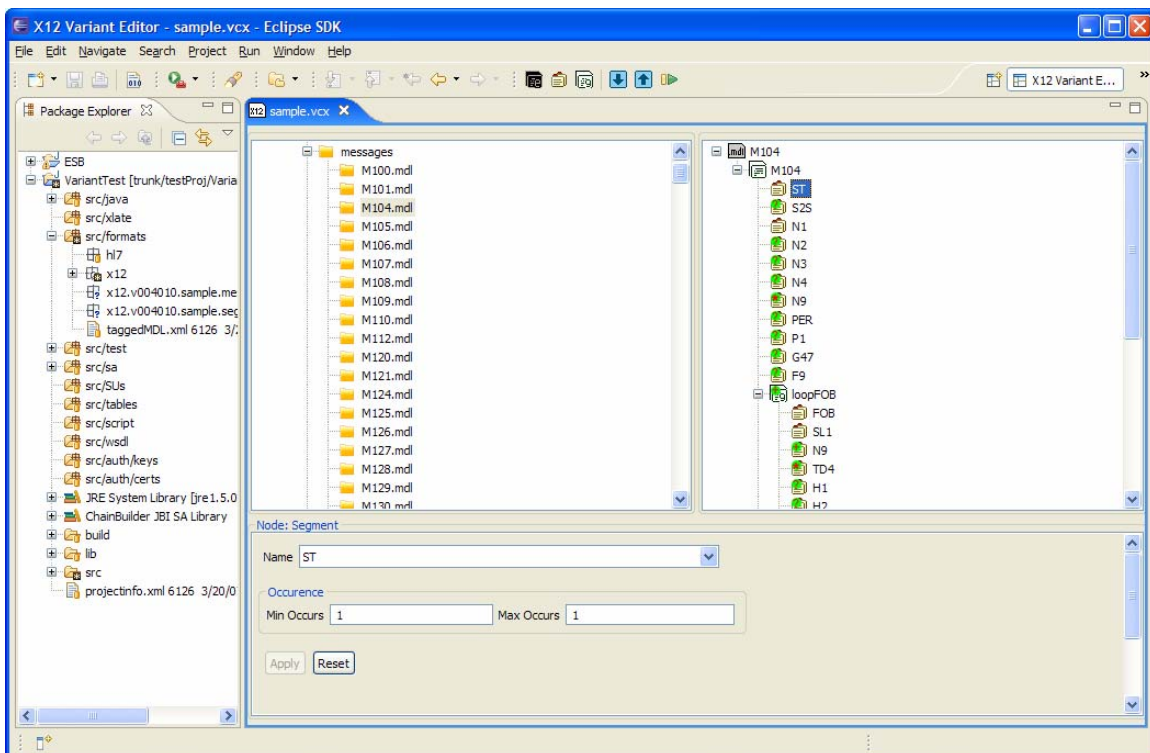 X12 Variant Editor - sample.vcx - Eclipse SDK
File Edit Navigate Search Project Run Window Help
X12 Variant E...
Package Explorer
ESB
VariantTest [trunk/testProj/Varia
src/java
src/xlate
src/formats
hl7
x12
x12.v004010.sample.me
x12.v004010.sample.seg
taggedMDL.xml 6126 3/2
src/test
src/sa
src/SUs
src/tables
src/script
src/wsdl
src/auth/keys
src/auth/certs
JRE System Library [jre1.5.0
ChainBuilder JBI SA Library
build
lib
src
projectinfo.xml 6126 3/20/0
X12 sample.vcx
messages
M100.mdl
M101.mdl
M104.mdl
M105.mdl
M106.mdl
M107.mdl
M108.mdl
M109.mdl
M110.mdl
M112.mdl
M120.mdl
M121.mdl
M124.mdl
M125.mdl
M126.mdl
M127.mdl
M128.mdl
M129.mdl
M130.mdl
mdl M104
M104
ST
S2S
N1
N2
N3
N4
N9
PER
P1
G47
F9
loopFOB
FOB
SL1
N9
TD4
H1
H2
Node: Segment
Name ST
Occurence
Min Occurs 1 Max Occurs 1
Apply Reset